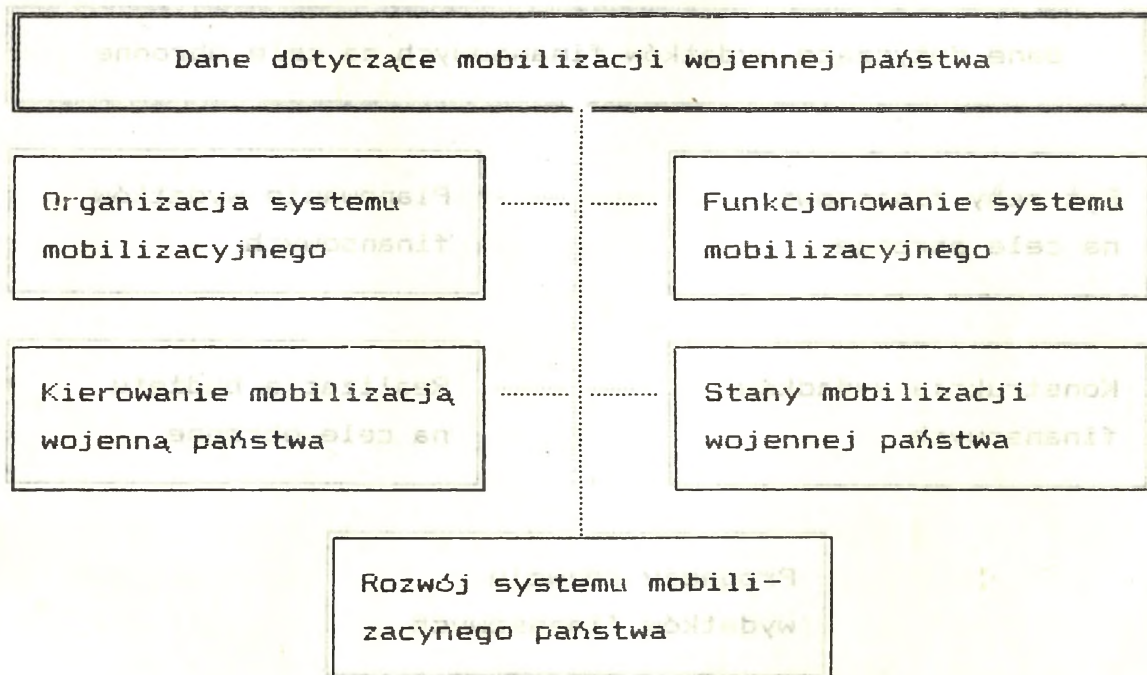 Dane dotyczące mobilizacji wojennej państwa
Organizacja systemu
mobilizacyjnego
Funkcjonowanie systemu
mobilizacyjnego
Kierowanie mobilizacją
wojenną państwa
Stany mobilizacji
wojennej państwa
Rozwój systemu mobili-
zacynego państwa